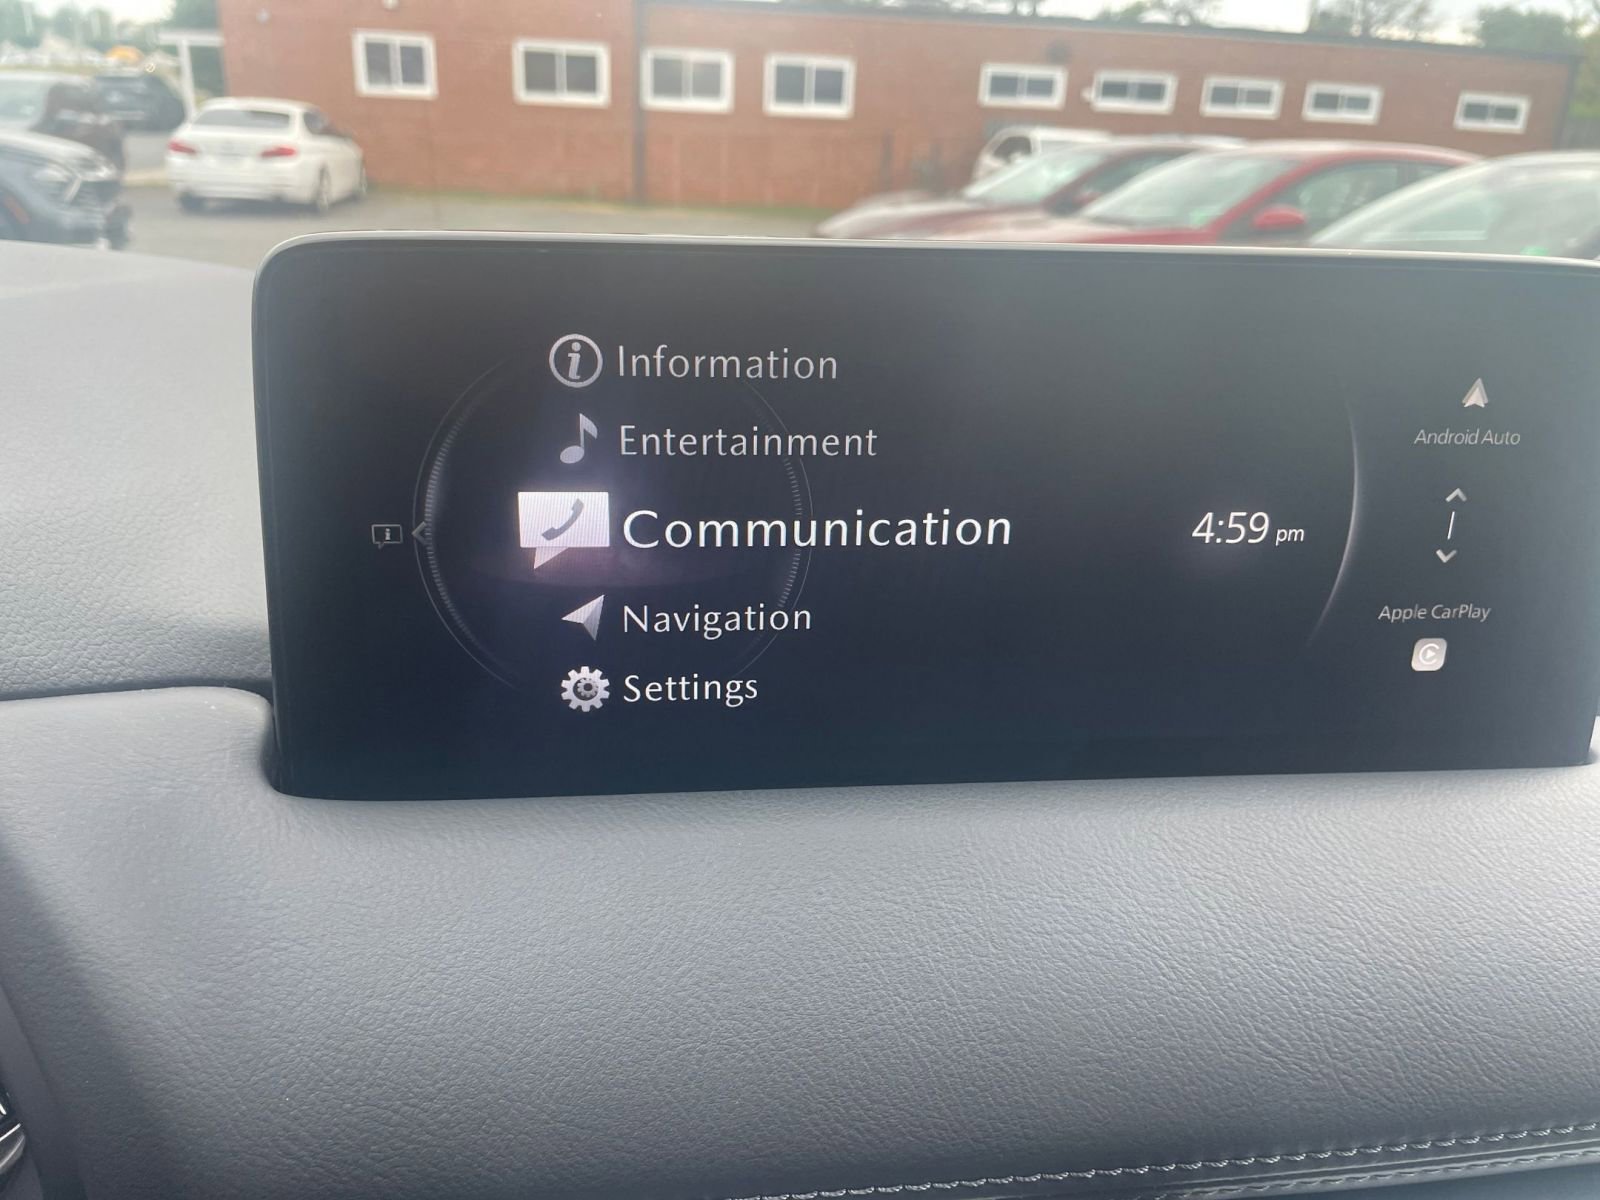 Information
Entertainment
Communication
Navigation
Settings
4:59 pm
Android Auto
Apple CarPlay